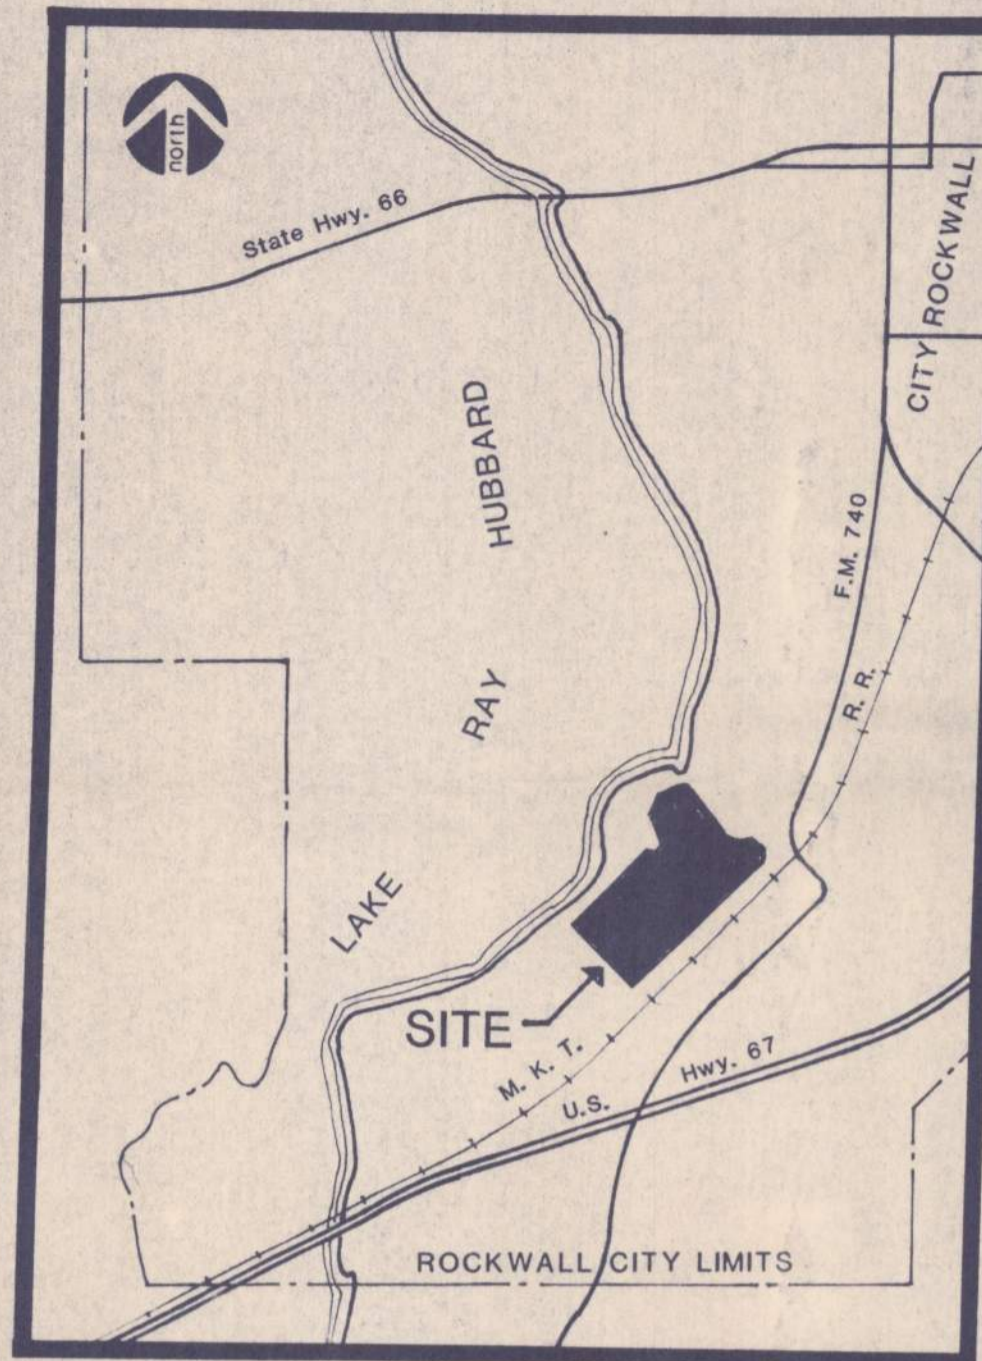 north
State Hwy. 66
CITY ROCKWALL
HUBBARD
F.M. 740
RAY
R. R.
LAKE
SITE
M. K. T.
U.S. Hwy. 67
ROCKWALL CITY LIMITS